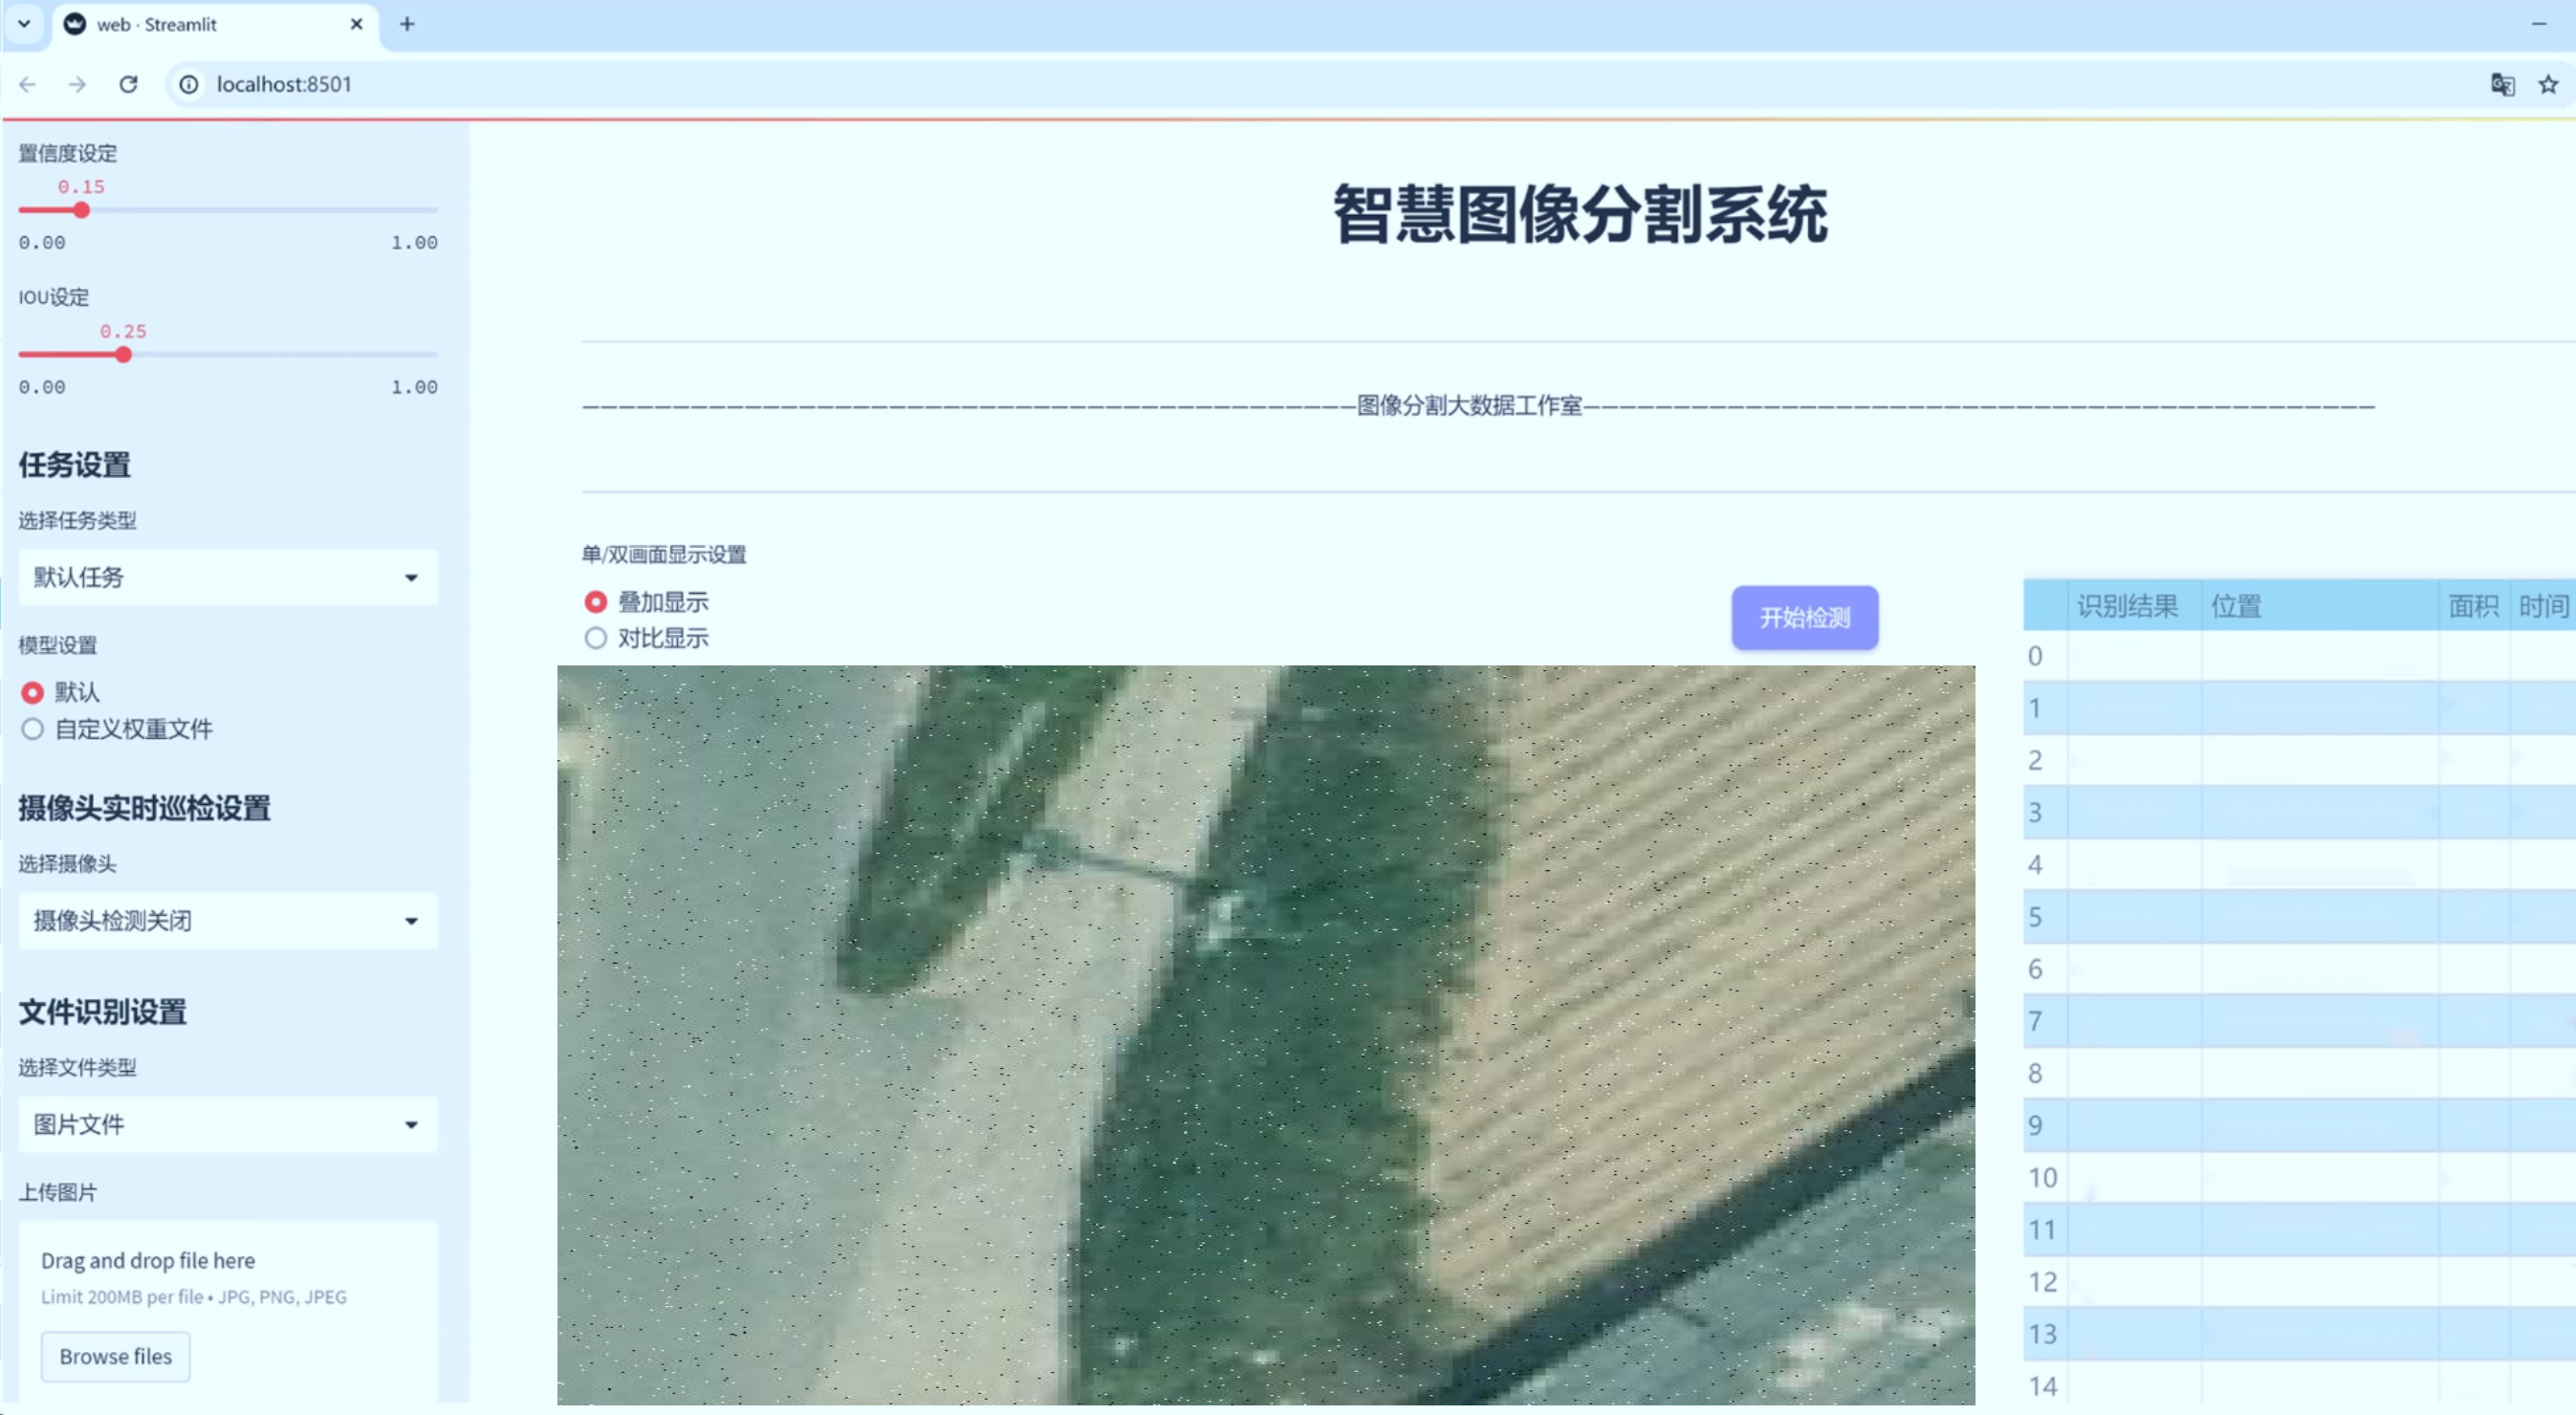 web · Streamlit
localhost:8501
置信度设定
0.15
0.00 1.00
IOU设定
0.25
0.00 1.00
任务设置
选择任务类型
默认任务
模型设置
默认
自定义权重文件
摄像头实时巡检设置
选择摄像头
摄像头检测关闭
文件识别设置
选择文件类型
图片文件
上传图片
Drag and drop file here
Limit 200MB per file • JPG, PNG, JPEG
Browse files
智慧图像分割系统
———————————————————————————————————————————图像分割大数据工作室————————————————————————————————————————————
单/双画面显示设置
叠加显示
对比显示
开始检测
识别结果 位置 面积 时间
0
1
2
3
4
5
6
7
8
9
10
11
12
13
14